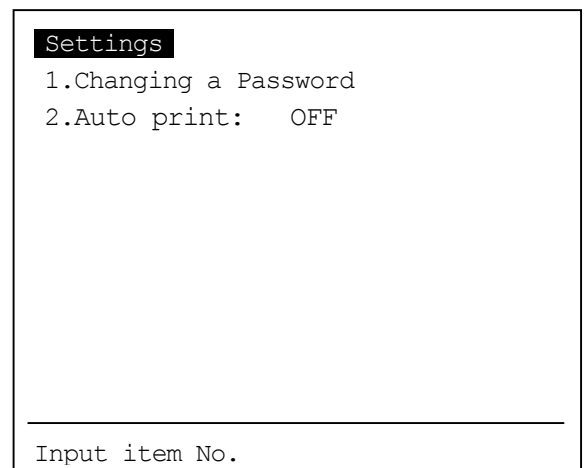 Settings
1.Changing a Password
2.Auto print: OFF
Input item No.